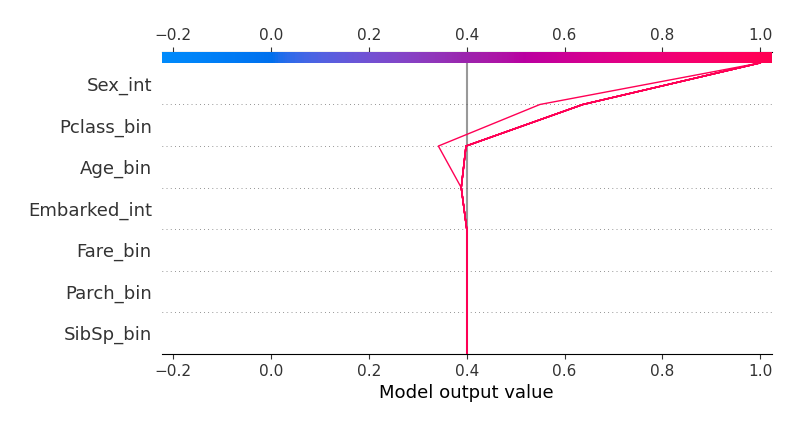 −0.2 0.0 0.2 0.4 0.6 0.8 1.0
Sex_int
Pclass_bin
Age_bin
Embarked_int
Fare_bin
Parch_bin
SibSp_bin
−0.2 0.0 0.2 0.4 0.6 0.8 1.0
Model output value